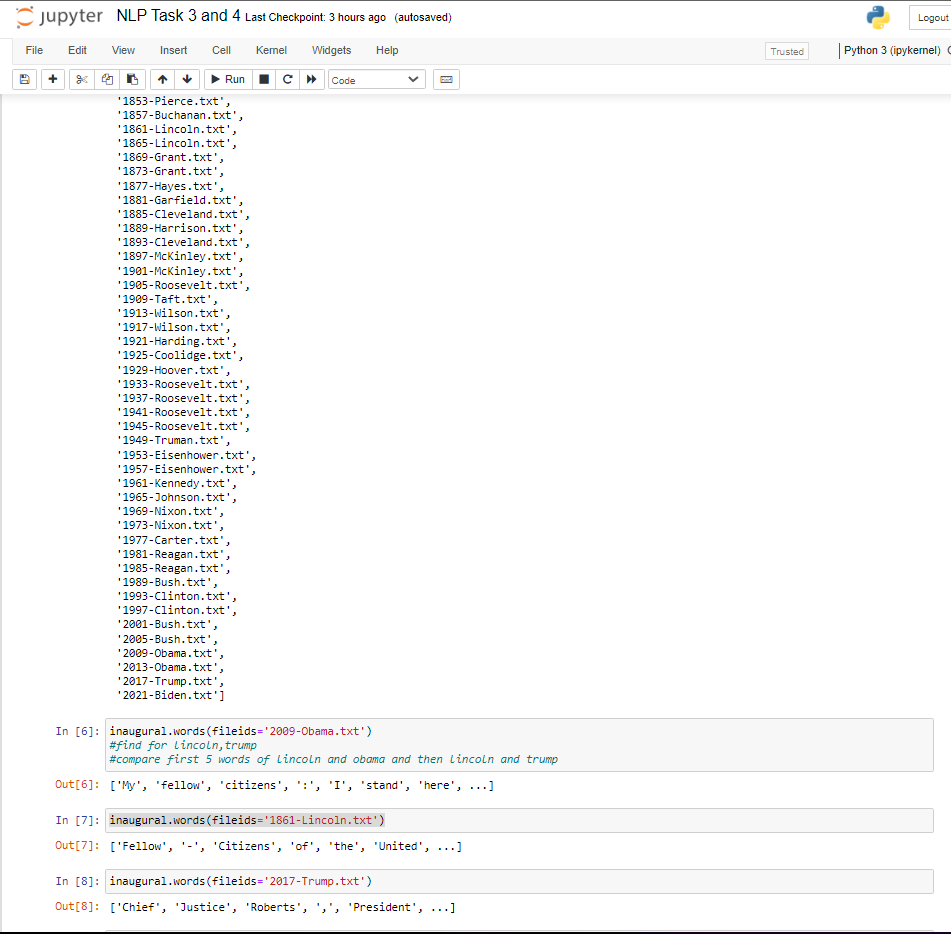 jupyter NLP Task 3 and 4 Last Checkpoint: 3 hours ago (autosaved)
Logout
File Edit View Insert Cell Kernel Widgets Help
Trusted
Python 3 (ipykernel)
Run
Code
'1853-Pierce.txt',
'1857-Buchanan.txt',
'1861-Lincoln.txt',
'1865-Lincoln.txt',
'1869-Grant.txt',
'1873-Grant.txt',
'1877-Hayes.txt',
'1881-Garfield.txt',
'1885-Cleveland.txt',
'1889-Harrison.txt',
'1893-Cleveland.txt',
'1897-McKinley.txt',
'1901-McKinley.txt',
'1905-Roosevelt.txt',
'1909-Taft.txt',
'1913-Wilson.txt',
'1917-Wilson.txt',
'1921-Harding.txt',
'1925-Coolidge.txt',
'1929-Hoover.txt',
'1933-Roosevelt.txt',
'1937-Roosevelt.txt',
'1941-Roosevelt.txt',
'1945-Roosevelt.txt',
'1949-Truman.txt',
'1953-Eisenhower.txt',
'1957-Eisenhower.txt',
'1961-Kennedy.txt',
'1965-Johnson.txt',
'1969-Nixon.txt',
'1973-Nixon.txt',
'1977-Carter.txt',
'1981-Reagan.txt',
'1985-Reagan.txt',
'1989-Bush.txt',
'1993-Clinton.txt',
'1997-Clinton.txt',
'2001-Bush.txt',
'2005-Bush.txt',
'2009-Obama.txt',
'2013-Obama.txt',
'2017-Trump.txt',
'2021-Biden.txt']
In [6]: inaugural.words(fileids='2009-Obama.txt')
#find for lincoln,trump
#compare first 5 words of lincoln and obama and then lincoln and trump
Out[6]: ['My', 'fellow', 'citizens', ':', 'I', 'stand', 'here', ...]
In [7]: inaugural.words(fileids='1861-Lincoln.txt')
Out[7]: ['Fellow', '-', 'Citizens', 'of', 'the', 'United', ...]
In [8]: inaugural.words(fileids='2017-Trump.txt')
Out[8]: ['Chief', 'Justice', 'Roberts', ',', 'President', ...]